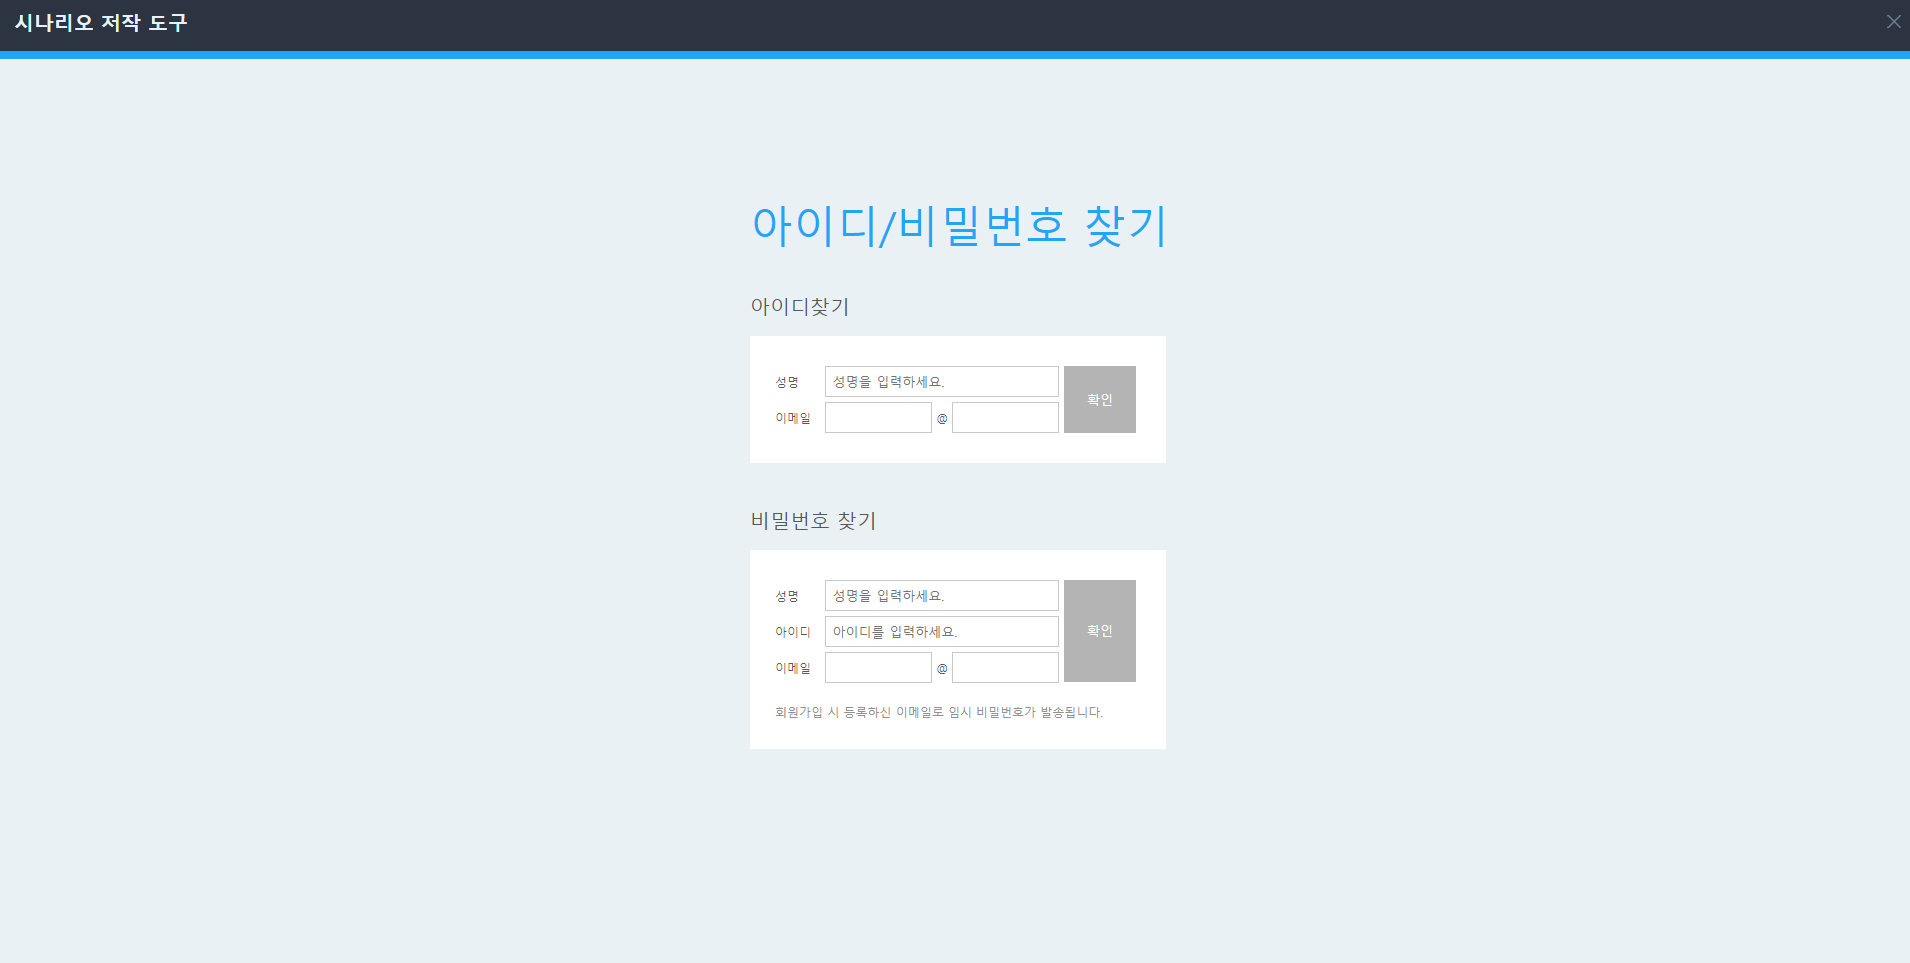 시나리오 저작 도구
아이디/비밀번호 찾기
아이디찾기
성명 성명을 입력하세요. 확인
이메일 @
비밀번호 찾기
성명 성명을 입력하세요.
아이디 아이디를 입력하세요. 확인
이메일 @
회원가입 시 등록하신 이메일로 임시 비밀번호가 발송됩니다.